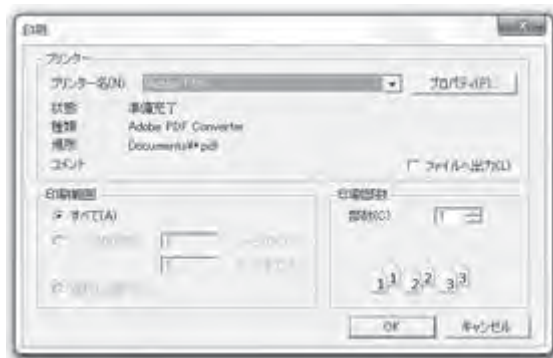 印刷
プリンター
プリンター名(N)
プロパティ(P)...
状態 準備完了
種類 Adobe PDF Converter
場所 Documents¥*.pdf
コメント
ファイルへ出力(L)
印刷範囲
すべて(A)
1
1
印刷部数
部数(C) 1
1 1 2 2 3 3
OK キャンセル